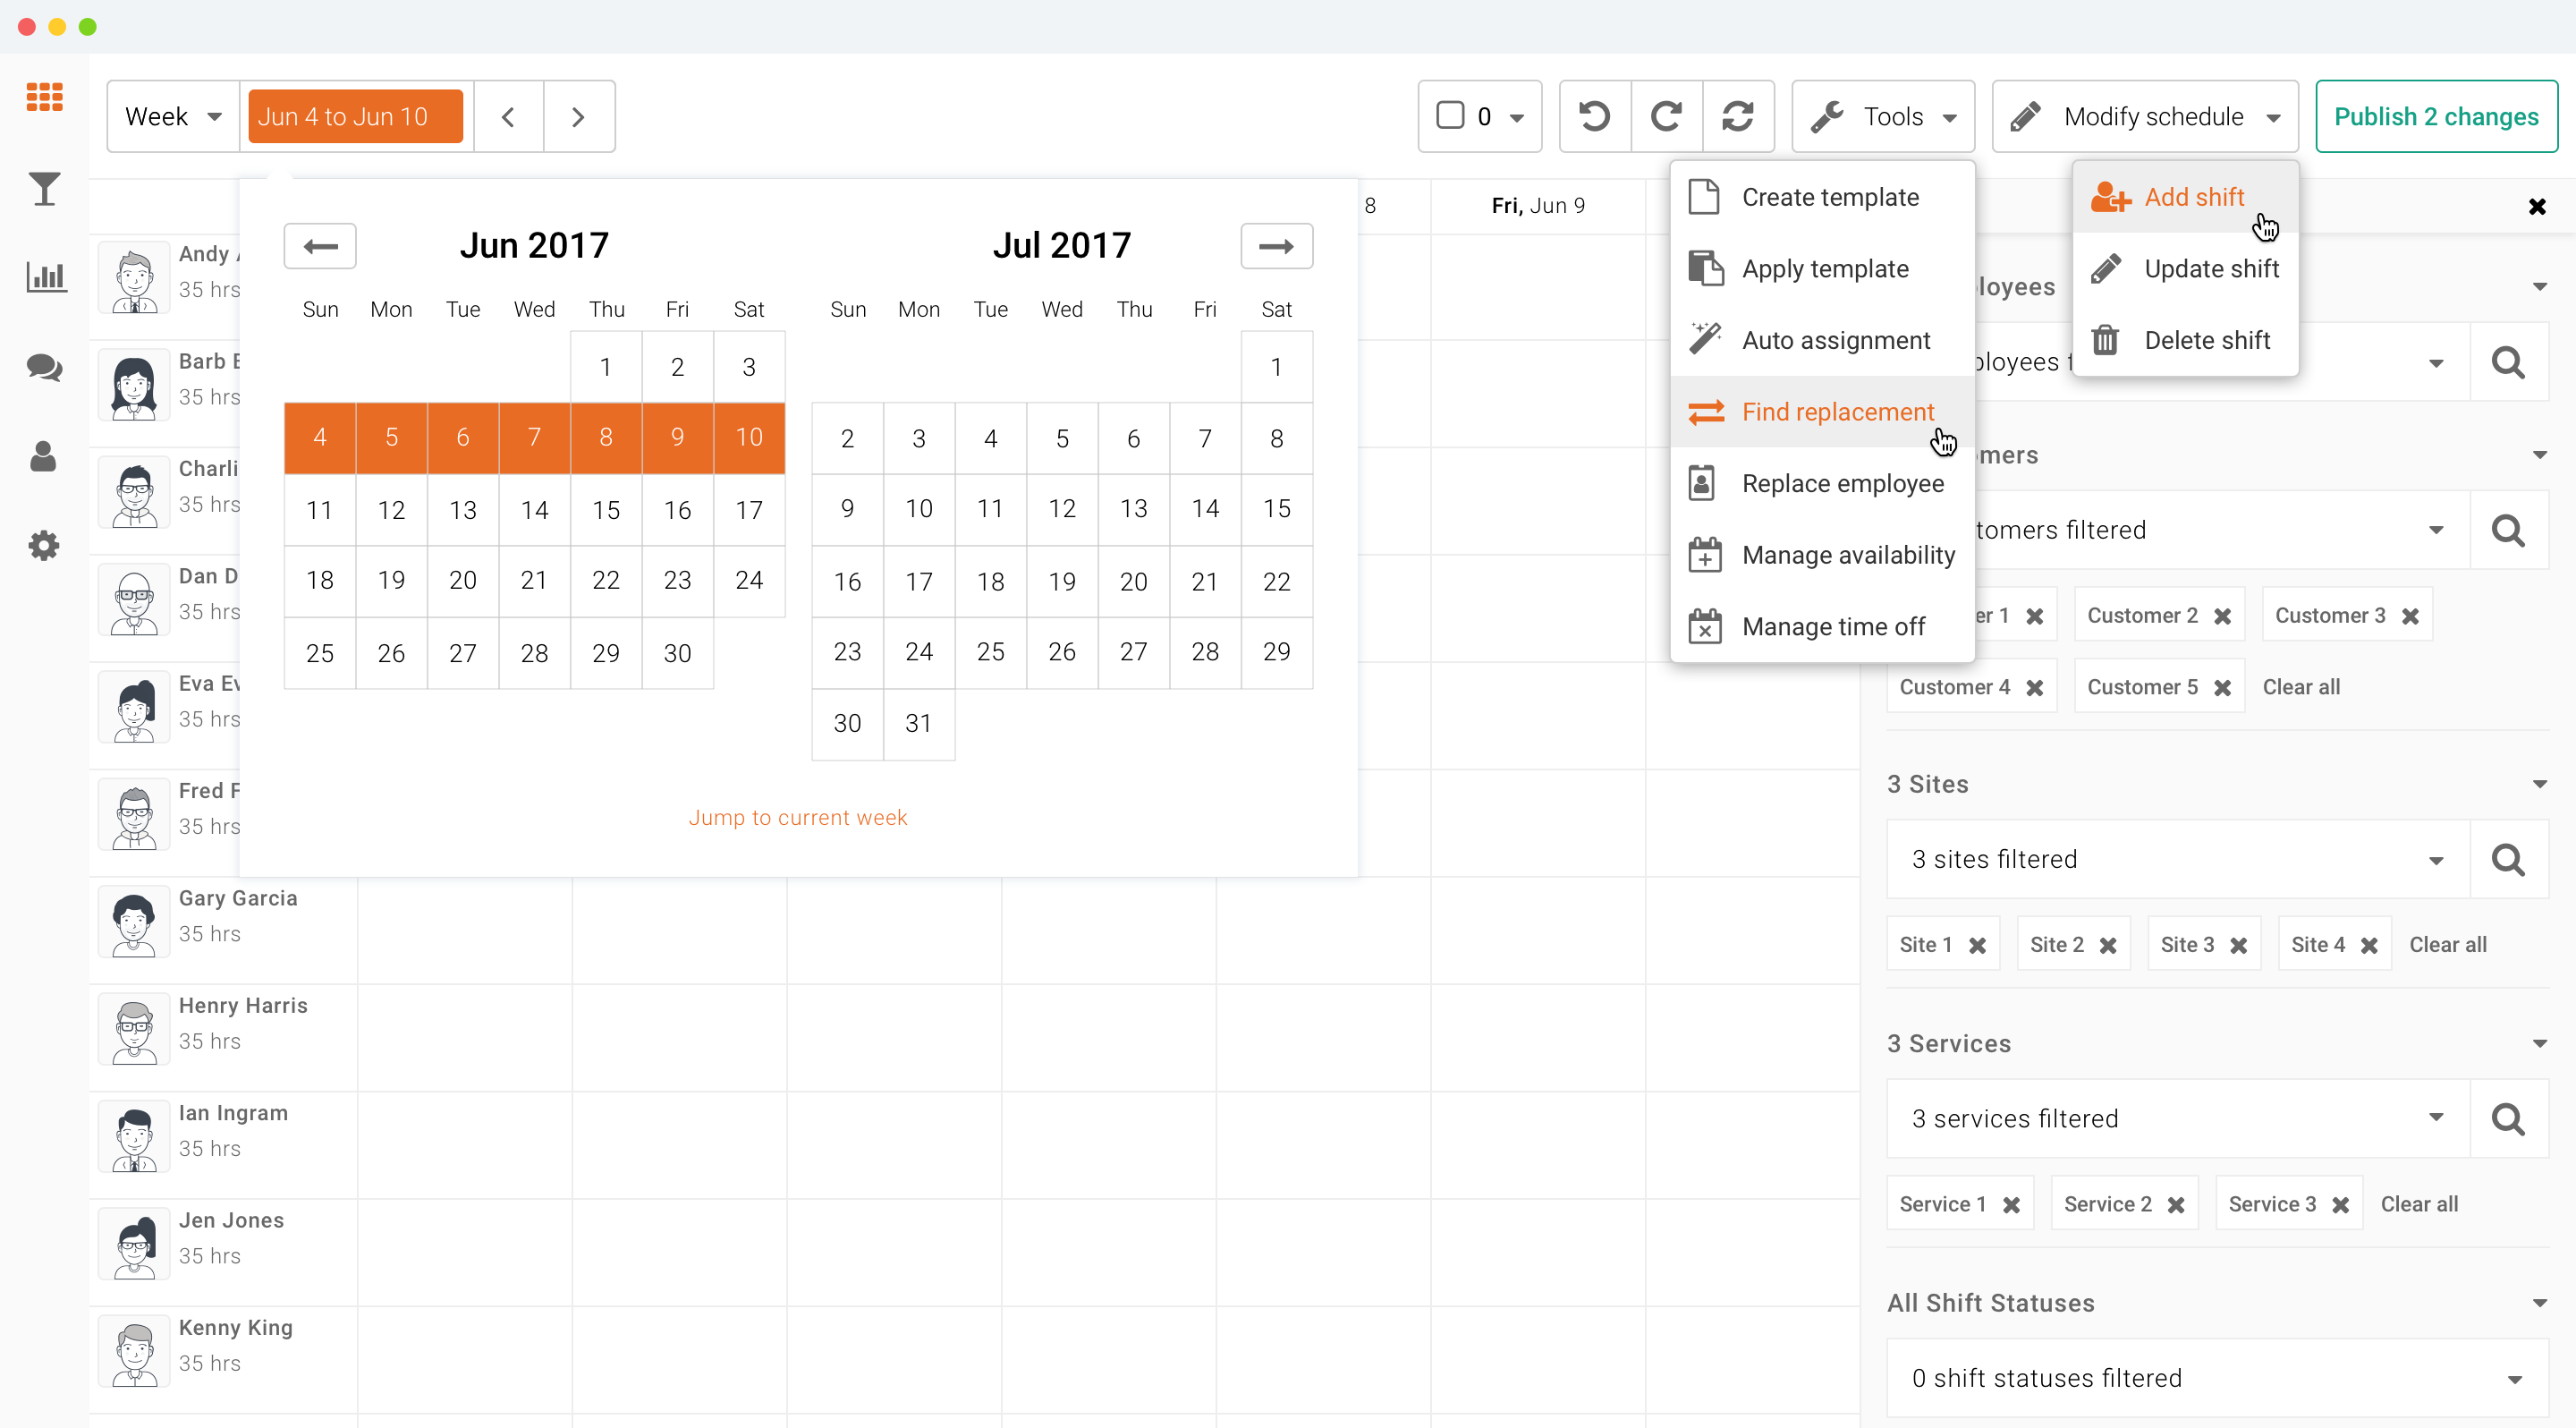 Week
Jun 4 to Jun 10
0
Tools
Modify schedule
Publish 2 changes
8
Fri, Jun 9
Create template
Apply template
Auto assignment
Find replacement
Replace employee
Manage availability
Manage time off
Add shift
Update shift
Delete shift
Jun 2017
Sun Mon Tue Wed Thu Fri Sat
1 2 3
4 5 6 7 8 9 10
11 12 13 14 15 16 17
18 19 20 21 22 23 24
25 26 27 28 29 30
Jul 2017
Sun Mon Tue Wed Thu Fri Sat
1
2 3 4 5 6 7 8
9 10 11 12 13 14 15
16 17 18 19 20 21 22
23 24 25 26 27 28 29
30 31
Jump to current week
Andy
35 hrs
Barb
35 hrs
Charli
35 hrs
Dan D
35 hrs
Eva Ev
35 hrs
Fred F
35 hrs
Gary Garcia
35 hrs
Henry Harris
35 hrs
Ian Ingram
35 hrs
Jen Jones
35 hrs
Kenny King
35 hrs
loyees
ployees f
mers
tomers filtered
er 1 Customer 2 Customer 3
Customer 4 Customer 5 Clear all
3 Sites
3 sites filtered
Site 1 Site 2 Site 3 Site 4 Clear all
3 Services
3 services filtered
Service 1 Service 2 Service 3 Clear all
All Shift Statuses
0 shift statuses filtered